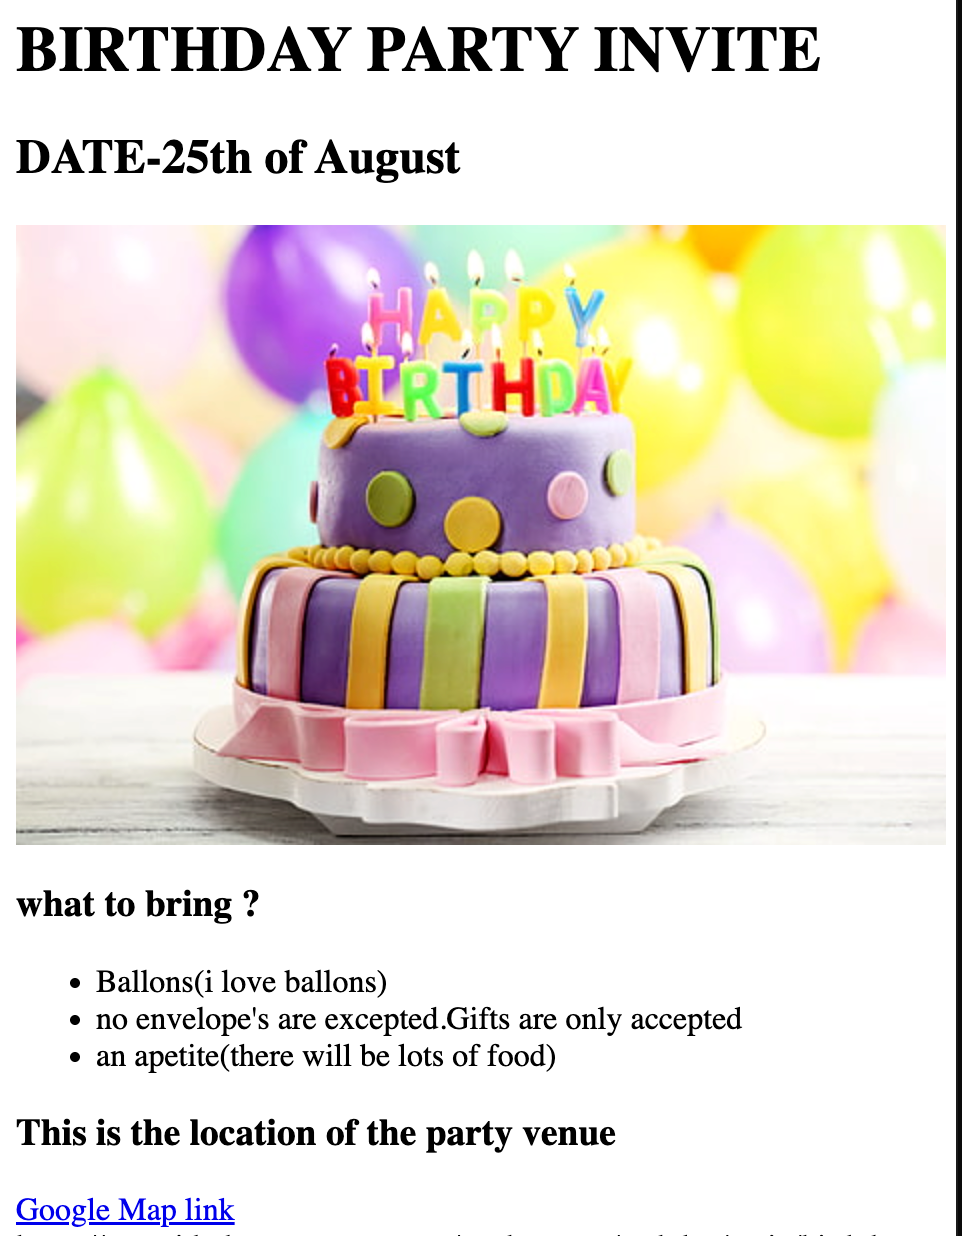 BIRTHDAY PARTY INVITE
DATE-25th of August
HAPPY
BIRTHDAY
what to bring ?
Ballons(i love ballons)
no envelope's are excepted.Gifts are only accepted
an apetite(there will be lots of food)
This is the location of the party venue
Google Map link